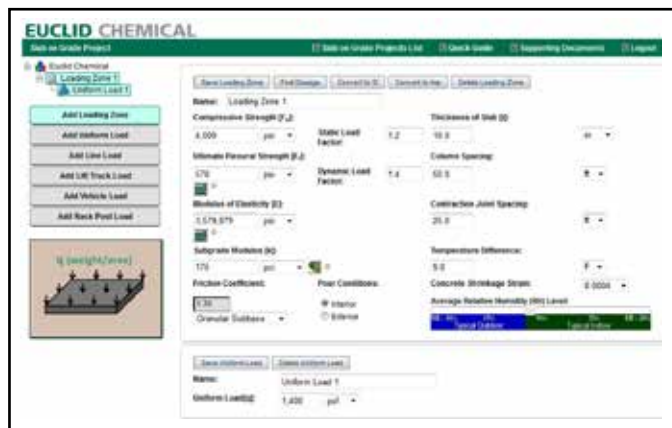 EUCLID CHEMICAL
Slab on Grade Project
Slab on Grade Projects List
Quick Guide
Supporting Documents
Logout
Euclid Chemical
Loading Zone 1
Uniform Load 1
Add Loading Zone
Add Uniform Load
Add Line Load
Add Lift Truck Load
Add Vehicle Load
Add Rack Post Load
q (weight/area)
Save Loading Zone
Find Design
Convert to
Convert to
Delete Loading Zone
Name: Loading Zone 1
Compressive Strength
4,000 psi
Static Load Factor: 1.2
Thickness of Slab
10.0 in
Ultimate Flexural Strength
570 psi
Dynamic Load Factor: 1.4
Column Spacing:
50.0 ft
Modulus of Elasticity [E]:
psi
Contraction Joint Spacing:
25.0 ft
Subgrade Modulus [k]:
170
Temperature Difference:
5.0 F
Friction Coefficient:
Granular Subbase
Pour Conditions:
Interior
Exterior
Concrete Shrinkage Strain:
Average Relative Humidity (RH) Level:
Typical Outdoor
Typical Indoor
Save Uniform Load
Delete Uniform Load
Name: Uniform Load 1
Uniform Load[q]: 1,400 psf